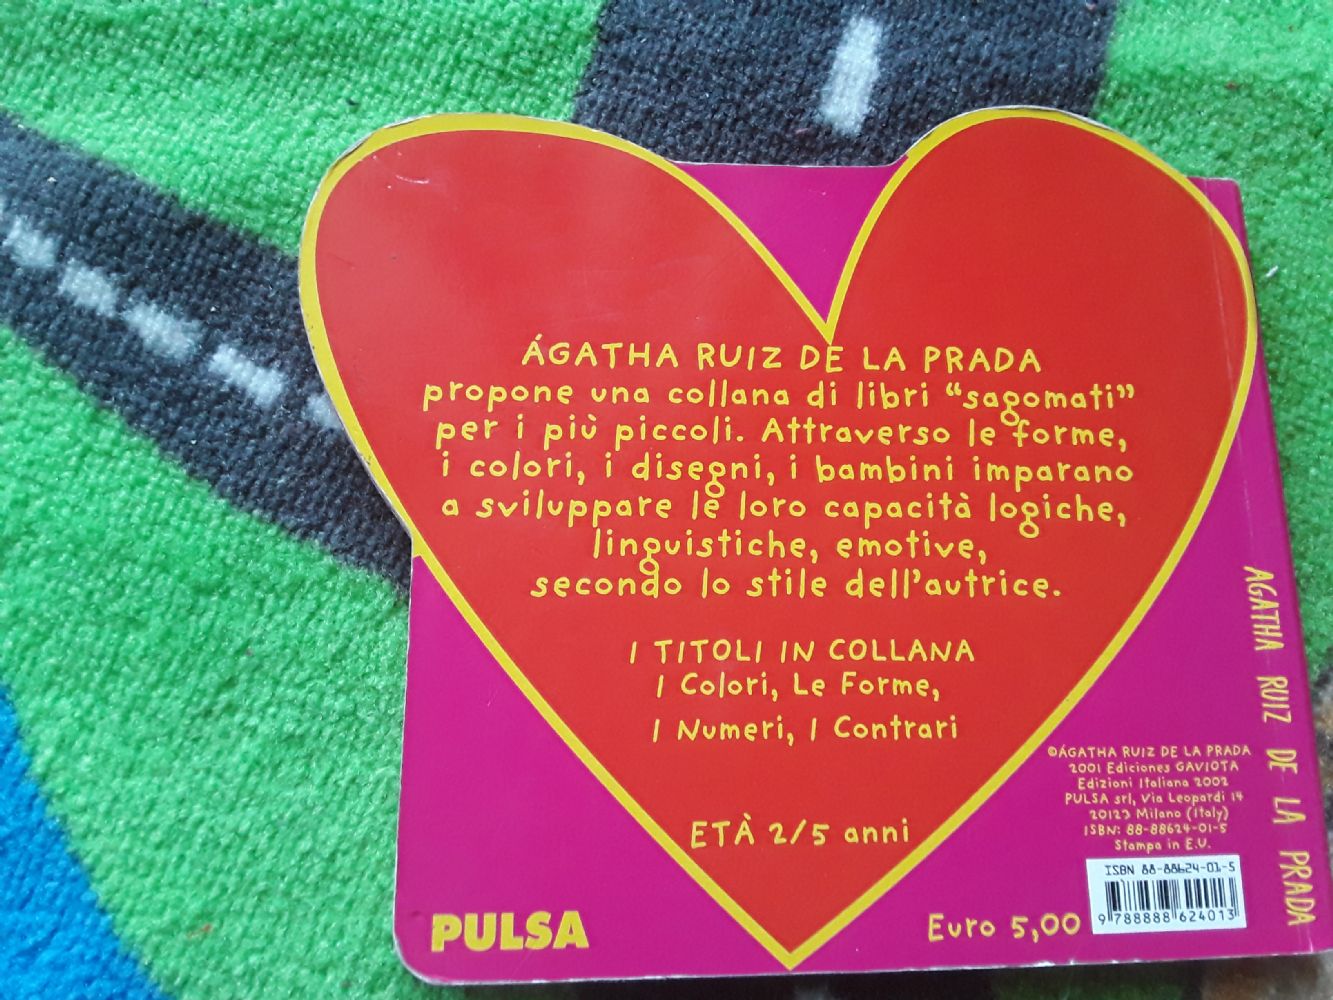 ÁGATHA RUIZ DE LA PRADA
propone una collana di libri “sagomati”
per i più piccoli. Attraverso le forme,
i colori, i disegni, i bambini imparano
a sviluppare le loro capacità logiche,
linguistiche, emotive,
secondo lo stile dell’autrice.
I TITOLI IN COLLANA
I Colori, Le Forme,
I Numeri, I Contrari
ETÀ 2/5 anni
PULSA
Euro 5,00
©ÁGATHA RUIZ DE LA PRADA
2001 Ediciones GAVIOTA
Edizioni Italiana 2002
PULSA srl, Via Leopardi 14
20123 Milano (Italy)
ISBN: 88-88624-01-5
Stampa in E.U.
ISBN 88-88624-01-5
9 788888 624013
AGATHA RUIZ DE LA PRADA